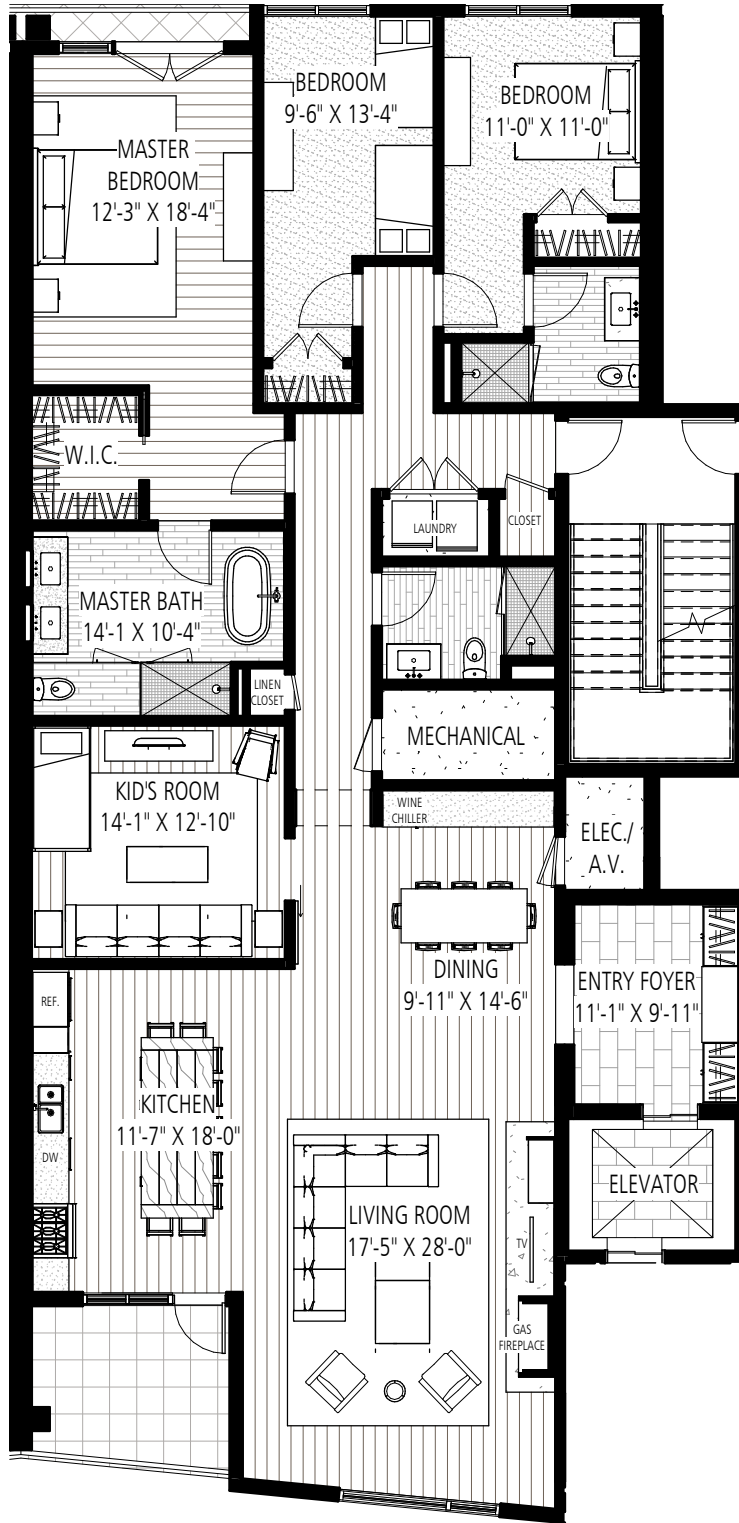 BEDROOM
9'-6" X 13'-4"
BEDROOM
11'-0" X 11'-0"
MASTER
BEDROOM
12'-3" X 18'-4"
W.I.C.
LAUNDRY
CLOSET
MASTER BATH
14'-1 X 10'-4"
LINEN
CLOSET
MECHANICAL
KID'S ROOM
14'-1" X 12'-10"
WINE
CHILLER
ELEC./
A.V.
DINING
9'-11" X 14'-6"
ENTRY FOYER
11'-1" X 9'-11"
REF.
KITCHEN
11'-7" X 18'-0"
DW
ELEVATOR
LIVING ROOM
17'-5" X 28'-0"
TV
GAS
FIREPLACE